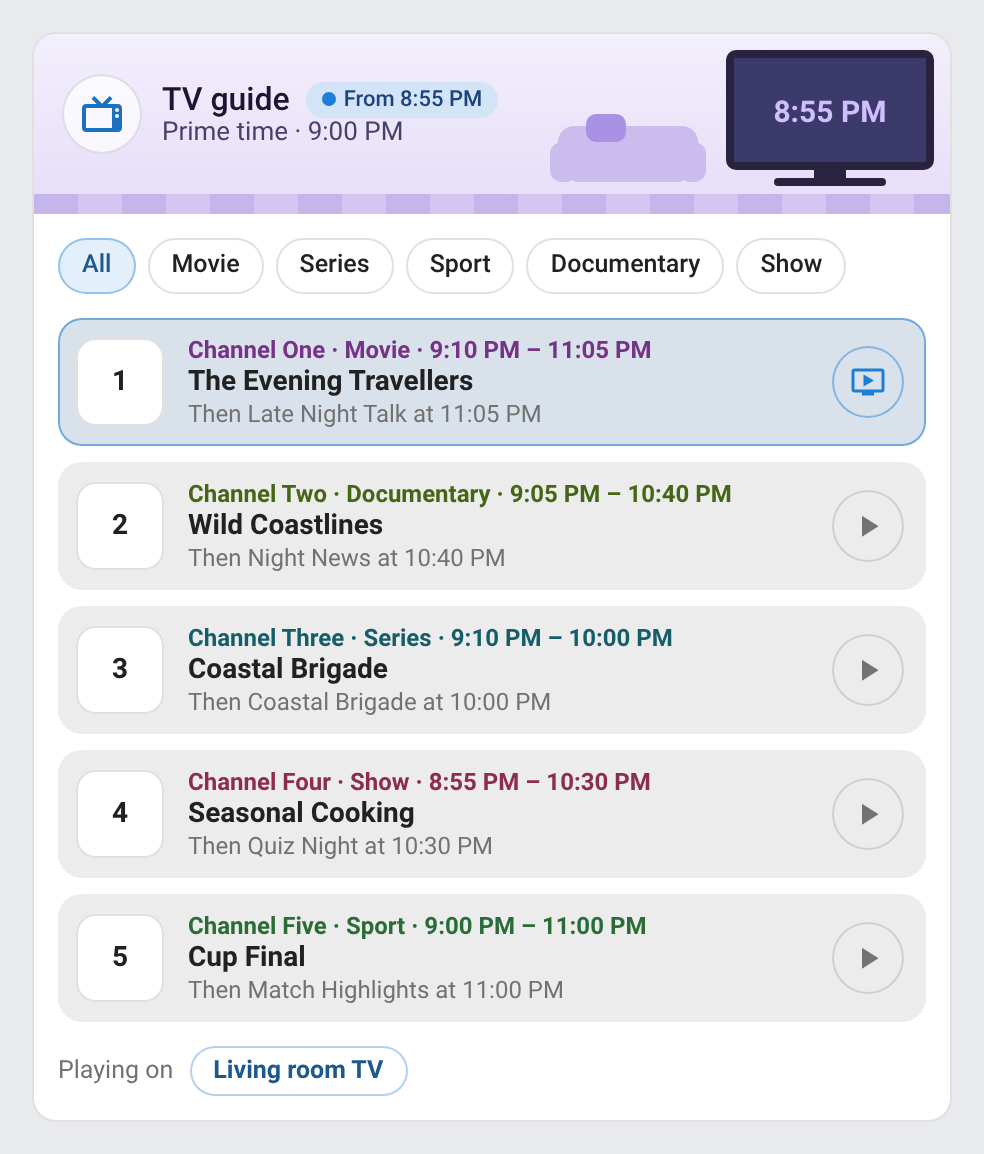 TV guide
From 8:55 PM
Prime time · 9:00 PM
8:55 PM
All
Movie
Series
Sport
Documentary
Show
1
Channel One · Movie · 9:10 PM – 11:05 PM
The Evening Travellers
Then Late Night Talk at 11:05 PM
2
Channel Two · Documentary · 9:05 PM – 10:40 PM
Wild Coastlines
Then Night News at 10:40 PM
3
Channel Three · Series · 9:10 PM – 10:00 PM
Coastal Brigade
Then Coastal Brigade at 10:00 PM
4
Channel Four · Show · 8:55 PM – 10:30 PM
Seasonal Cooking
Then Quiz Night at 10:30 PM
5
Channel Five · Sport · 9:00 PM – 11:00 PM
Cup Final
Then Match Highlights at 11:00 PM
Playing on
Living room TV